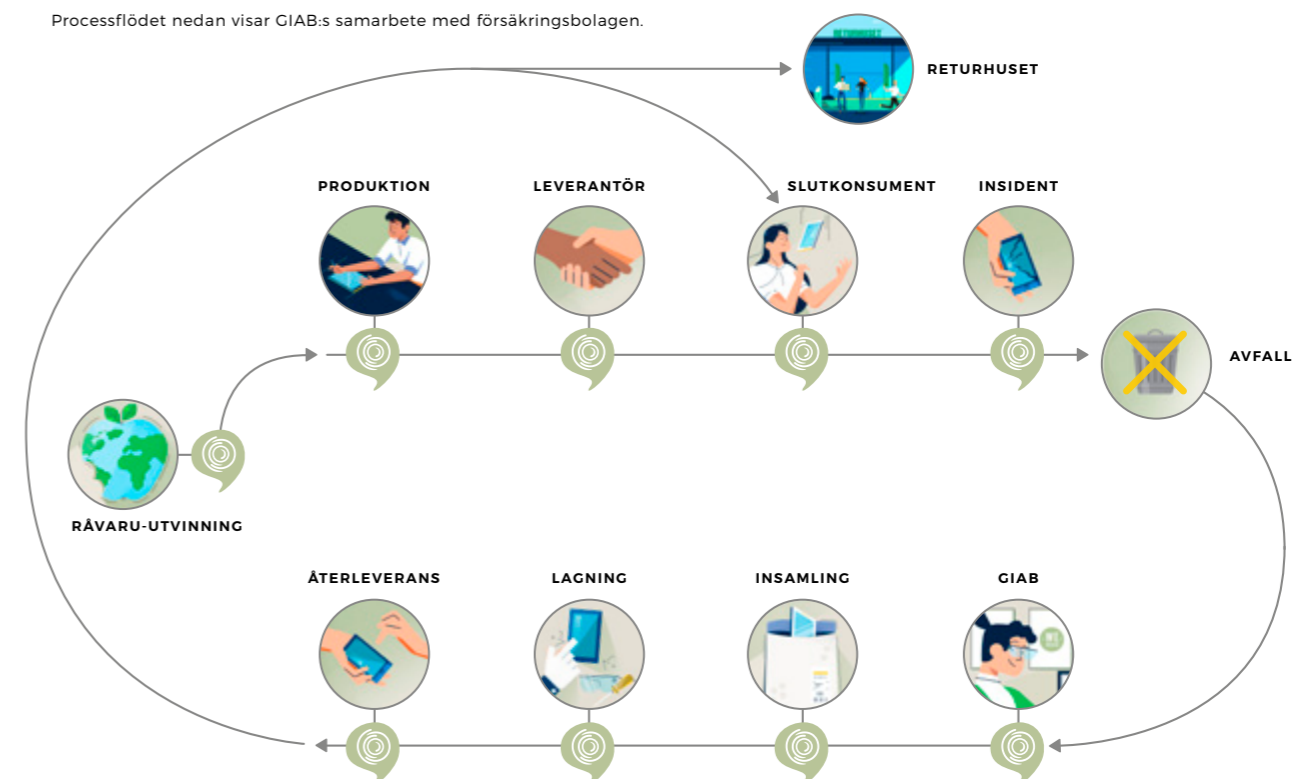 Processflödet nedan visar GIAB:s samarbete med försäkringsbolagen.
RETURHUSET
RETURHUSET
PRODUKTION
LEVERANTÖR
SLUTKONSUMENT
INSIDENT
AVFALL
RÅVARU-UTVINNING
ÅTERLEVERANS
LAGNING
INSAMLING
GIAB